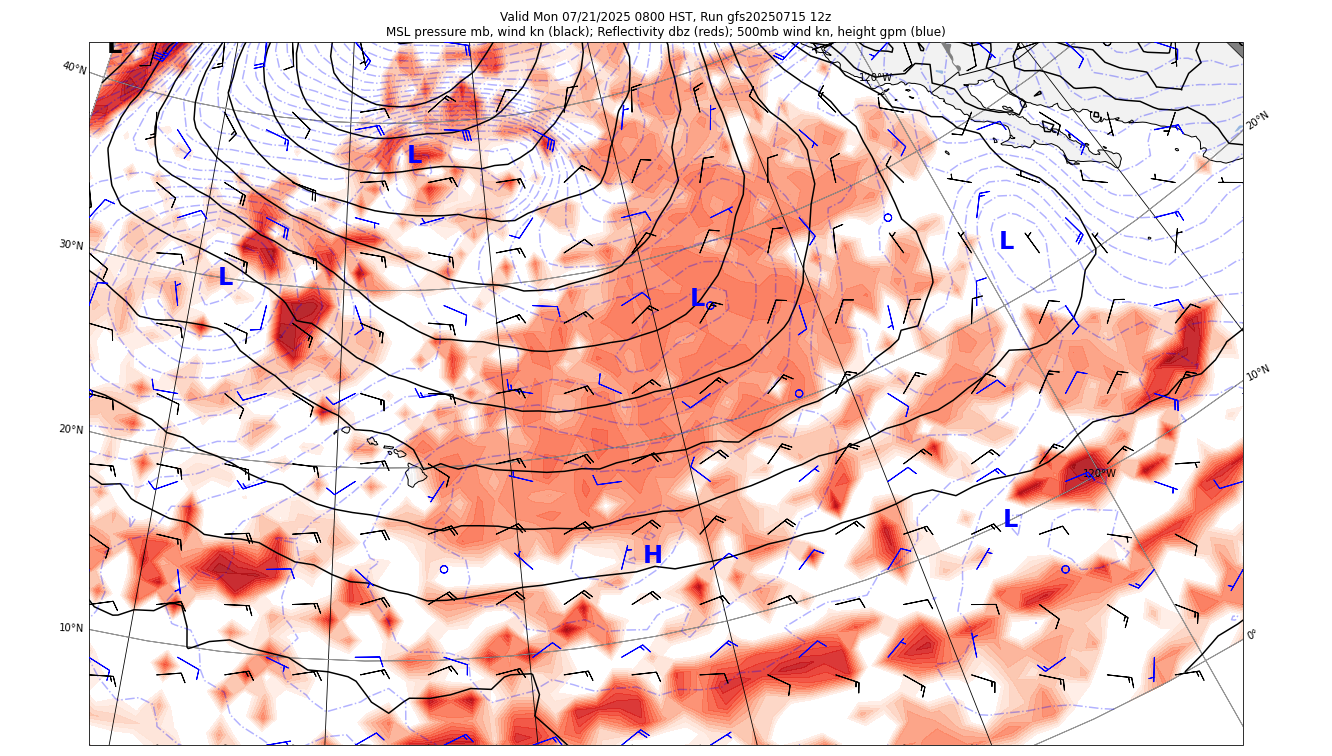 Valid Mon 07/21/2025 0800 HST, Run gfs20250715 12z
MSL pressure mb, wind kn (black); Reflectivity dbz (reds); 500mb wind kn, height gpm (blue)
L
40°N
120°W
20°N
L
30°N
L
L
L
10°N
20°N
120°W
L
H
10°N
0°